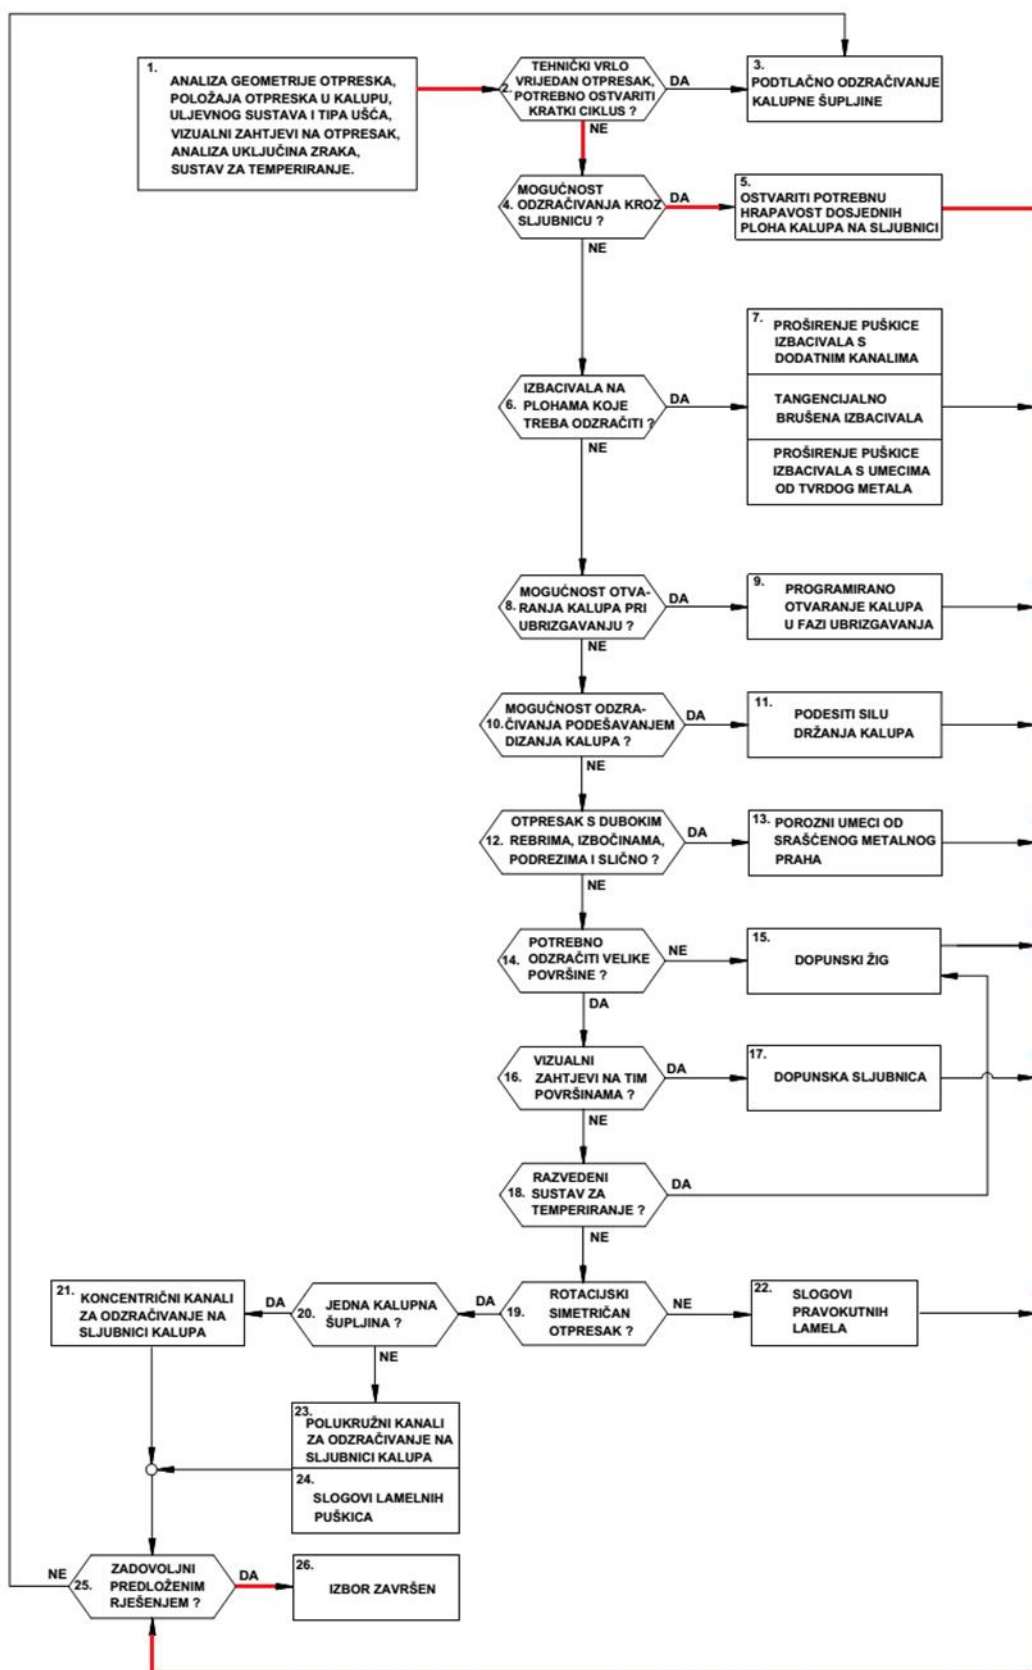 1.
ANALIZA GEOMETRIJE OTPRESKA,
POLOŽAJA OTPRESKA U KALUPU,
ULJEVNOG SUSTAVA I TIPA UŠĆA,
VIZUALNI ZAHTJEVI NA OTPRESAK,
ANALIZA UKLJUČINA ZRAKA,
SUSTAV ZA TEMPERIRANJE.
TEHNIČKI VRLO
2. VRIJEDAN OTPRESAK,
POTREBNO OSTVARITI
KRATKI CIKLUS ?
DA
NE
3.
PODTLAČNO ODZRAČIVANJE
KALUPNE ŠUPLJINE
MOGUĆNOST
4. ODZRAČIVANJA KROZ
SLJUBNICU ?
DA
NE
5.
OSTVARITI POTREBNU
HRAPAVOST DOSJEDNIH
PLOHA KALUPA NA SLJUBNICI
IZBACIVALA NA
6. PLOHAMA KOJE
TREBA ODZRAČITI ?
DA
NE
7. PROŠIRENJE PUŠKICE
IZBACIVALA S
DODATNIM KANALIMA
TANGENCIJALNO
BRUŠENA IZBACIVALA
PROŠIRENJE PUŠKICE
IZBACIVALA S UMECIMA
OD TVRDOG METALA
MOGUĆNOST OTVA-
8. RANJA KALUPA PRI
UBRIZGAVANJU ?
DA
NE
9. PROGRAMIRANO
OTVARANJE KALUPA
U FAZI UBRIZGAVANJA
MOGUĆNOST ODZRA-
10. ČIVANJA PODEŠAVANJEM
DIZANJA KALUPA ?
DA
NE
11. PODESITI SILU
DRŽANJA KALUPA
OTPRESAK S DUBOKIM
12. REBRIMA, IZBOČINAMA,
PODREZIMA I SLIČNO ?
DA
NE
13. POROZNI UMECI OD
SRAŠĆENOG METALNOG
PRAHA
POTREBNO
14. ODZRAČITI VELIKE
POVRŠINE ?
NE
DA
15.
DOPUNSKI ŽIG
VIZUALNI
16. ZAHTJEVI NA TIM
POVRŠINAMA ?
DA
NE
17.
DOPUNSKA SLJUBNICA
RAZVEDENI
18. SUSTAV ZA
TEMPERIRANJE ?
DA
NE
21. KONCENTRIČNI KANALI
ZA ODZRAČIVANJE NA
SLJUBNICI KALUPA
DA
JEDNA KALUPNA
20. ŠUPLJINA ?
NE
DA
ROTACIJSKI
19. SIMETRIČAN
OTPRESAK ?
NE
22. SLOGOVI
PRAVOKUTNIH
LAMELA
23.
POLUKRUŽNI KANALI
ZA ODZRAČIVANJE NA
SLJUBNICI KALUPA
24.
SLOGOVI LAMELNIH
PUŠKICA
NE
ZADOVOLJNI
25. PREDLOŽENIM
RJEŠENJEM ?
DA
26.
IZBOR ZAVRŠEN